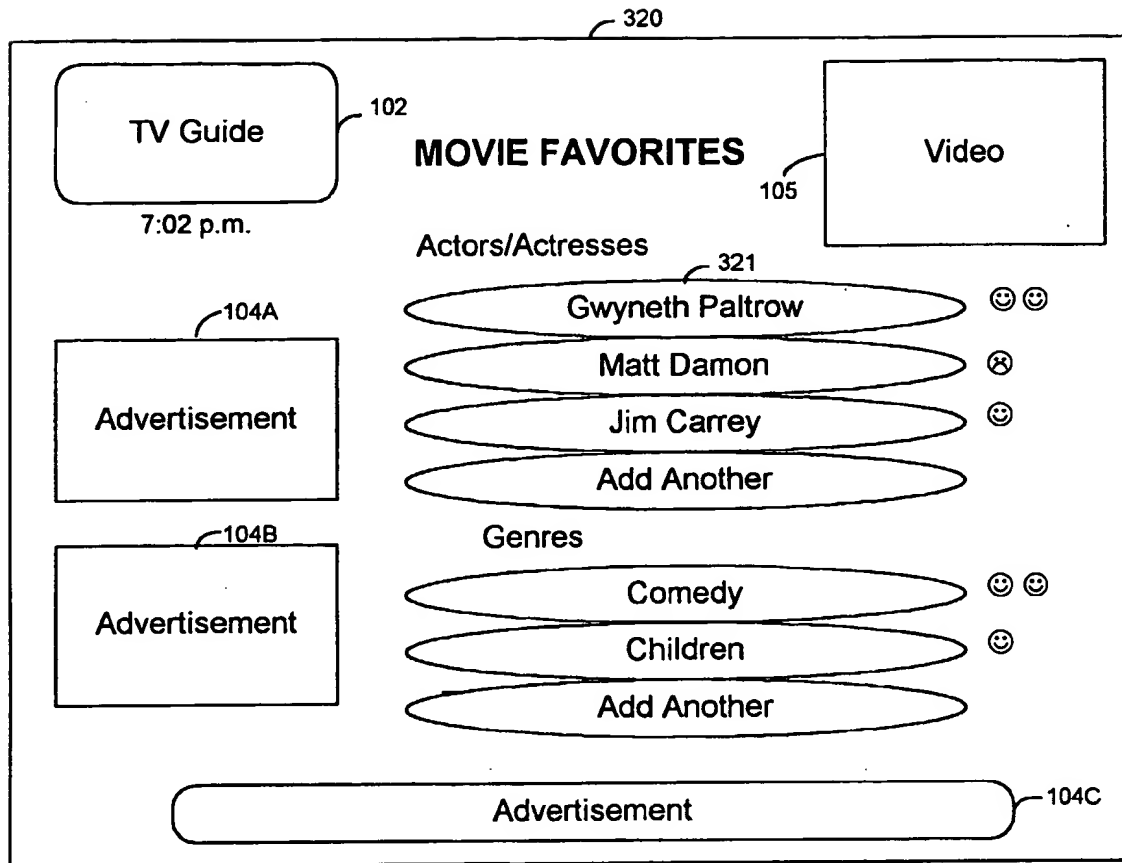 320
TV Guide
102
MOVIE FAVORITES
Video
105
7:02 p.m.
Actors/Actresses
321
Gwyneth Paltrow
104A
Matt Damon
Advertisement
Jim Carrey
Add Another
104B
Genres
Comedy
Advertisement
Children
Add Another
Advertisement
104C